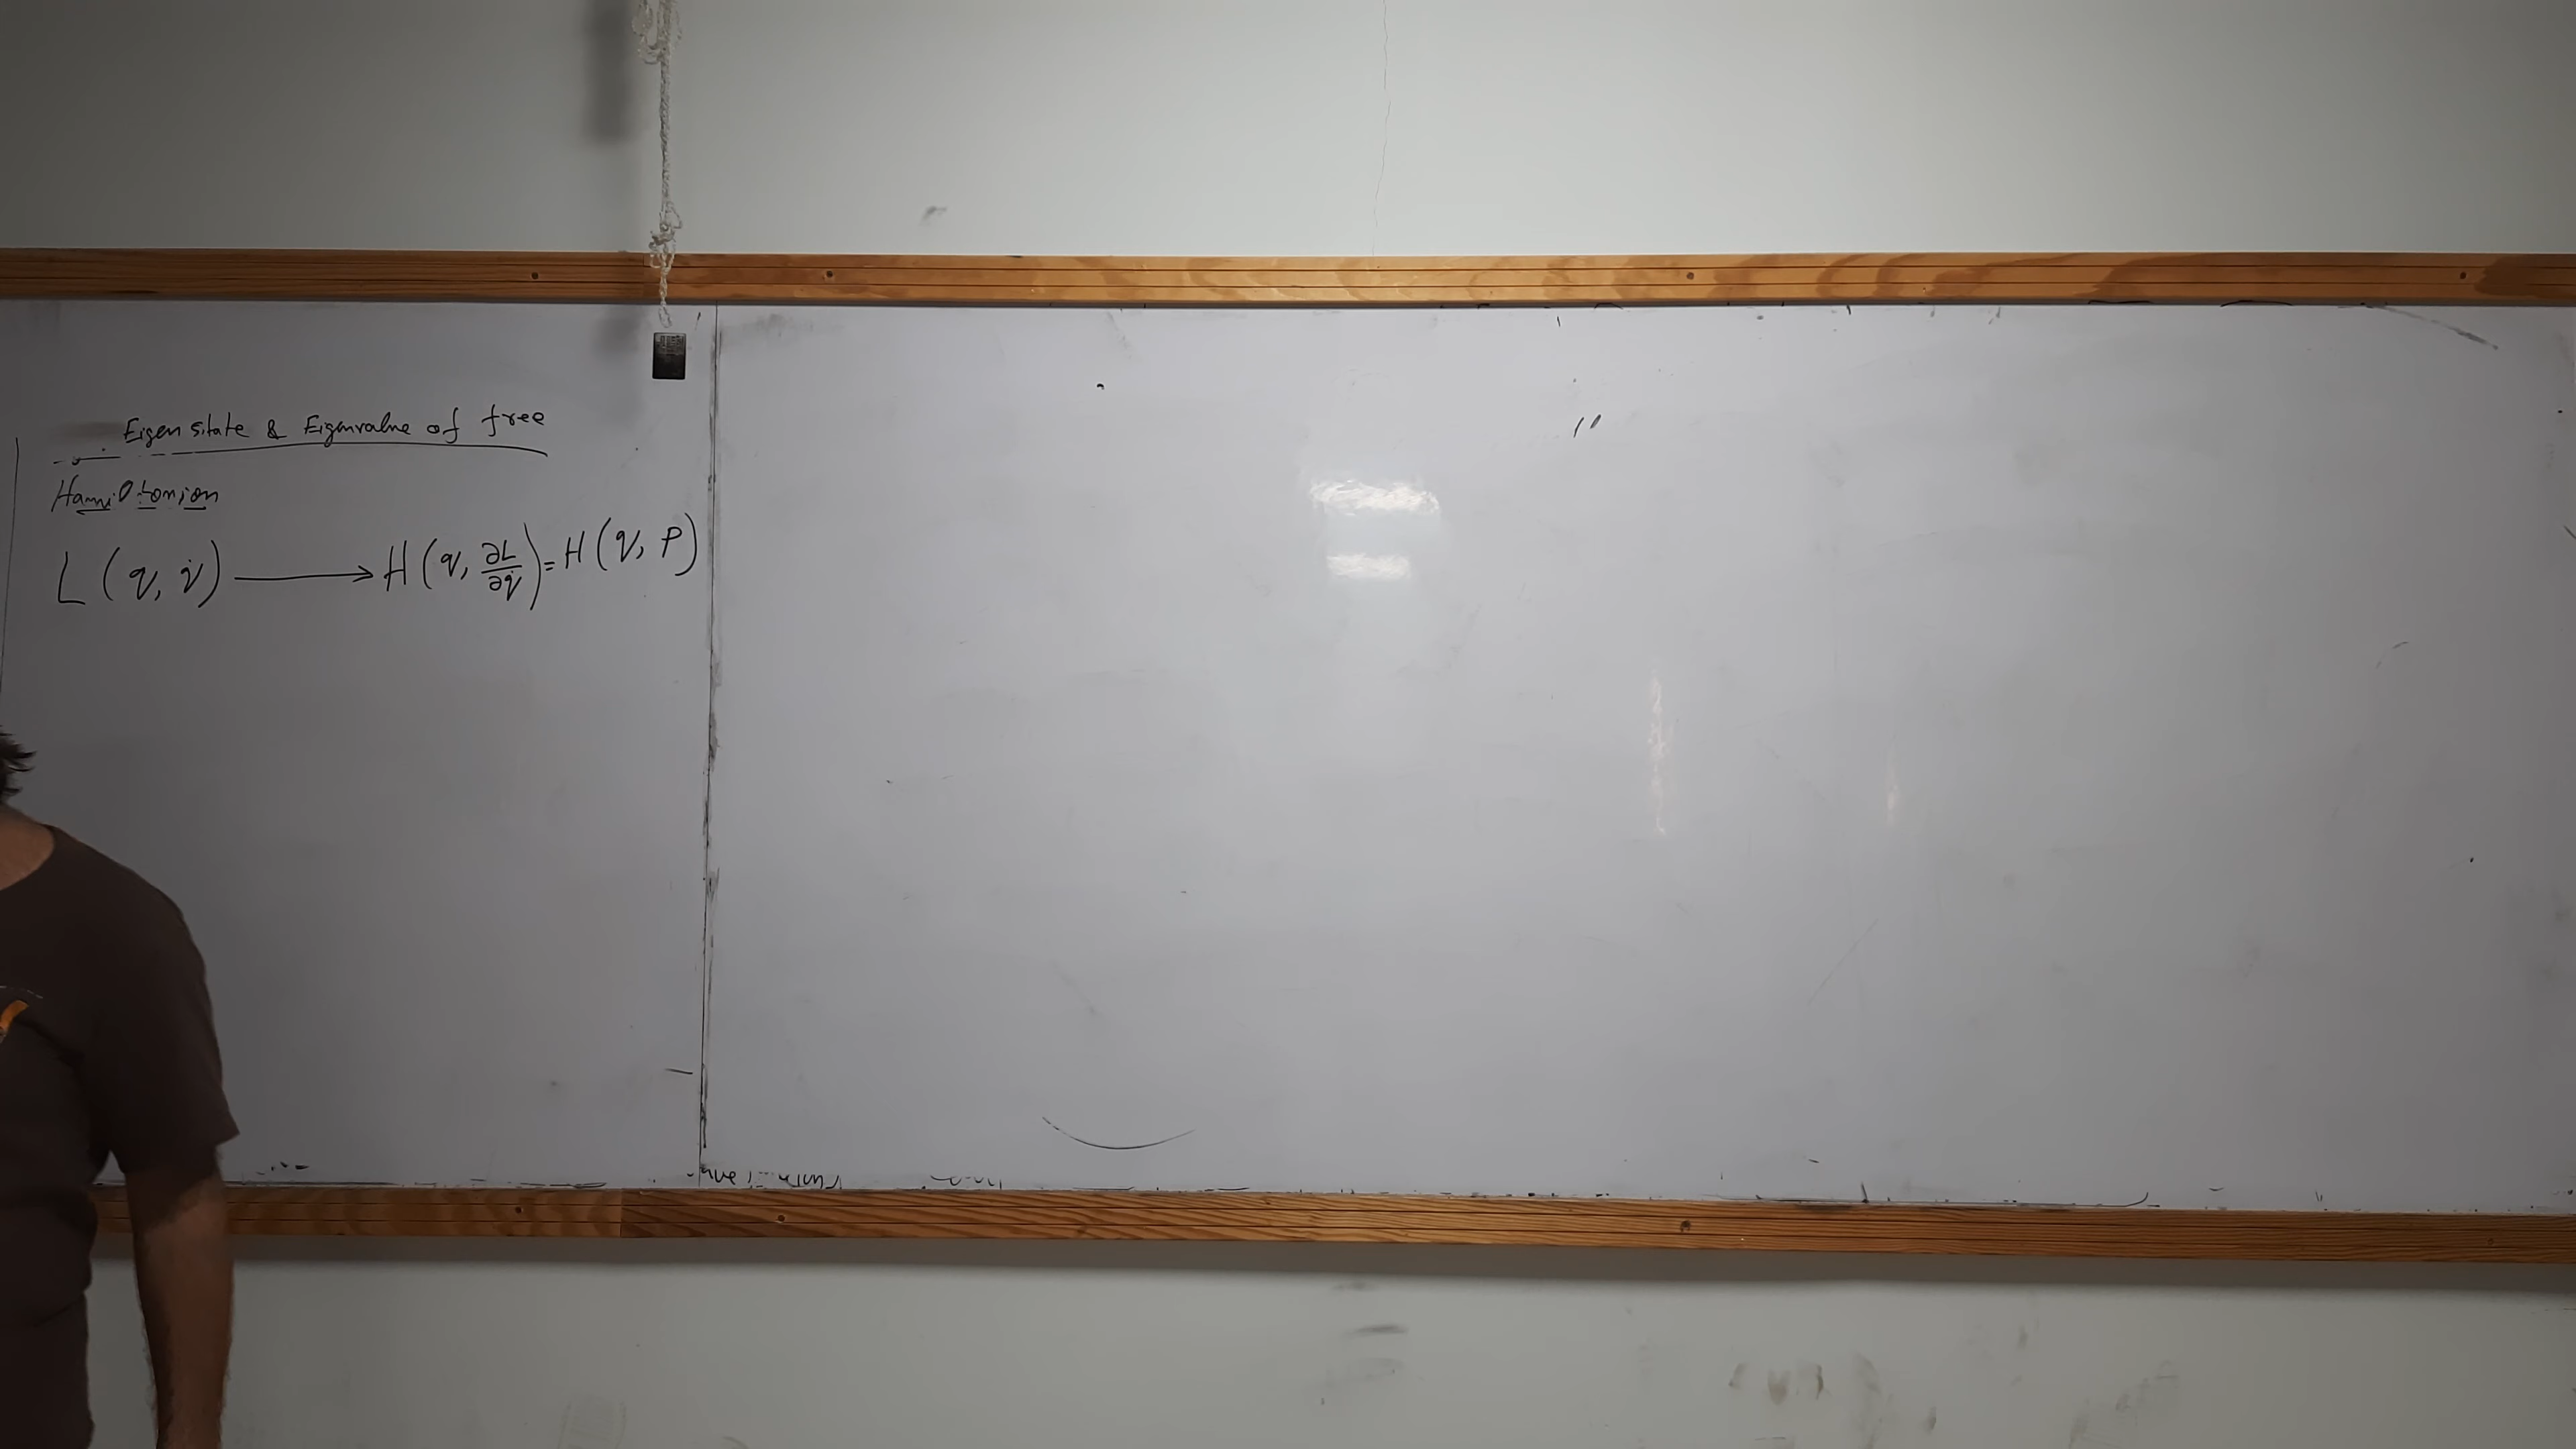 Eigen state & Eigenvalue of free
Hamiltonian
L (q, q̇) ⟶ H (q, ∂L/∂q̇) = H (q, P)